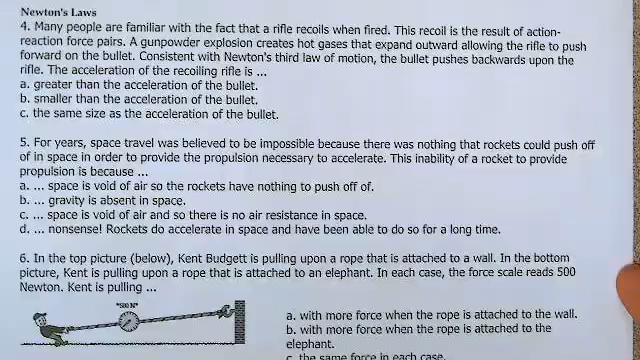 Newton's Laws
4. Many people are familiar with the fact that a rifle recoils when fired. This recoil is the result of action-
reaction force pairs. A gunpowder explosion creates hot gases that expand outward allowing the rifle to push
forward on the bullet. Consistent with Newton's third law of motion, the bullet pushes backwards upon the
rifle. The acceleration of the recoiling rifle is ...
a. greater than the acceleration of the bullet.
b. smaller than the acceleration of the bullet.
c. the same size as the acceleration of the bullet.
5. For years, space travel was believed to be impossible because there was nothing that rockets could push off
of in space in order to provide the propulsion necessary to accelerate. This inability of a rocket to provide
propulsion is because ...
a. ... space is void of air so the rockets have nothing to push off of.
b. ... gravity is absent in space.
c. ... space is void of air and so there is no air resistance in space.
d. ... nonsense! Rockets do accelerate in space and have been able to do so for a long time.
6. In the top picture (below), Kent Budgett is pulling upon a rope that is attached to a wall. In the bottom
picture, Kent is pulling upon a rope that is attached to an elephant. In each case, the force scale reads 500
Newton. Kent is pulling ...
"500 N"
a. with more force when the rope is attached to the wall.
b. with more force when the rope is attached to the
elephant.
c. the same force in each case.